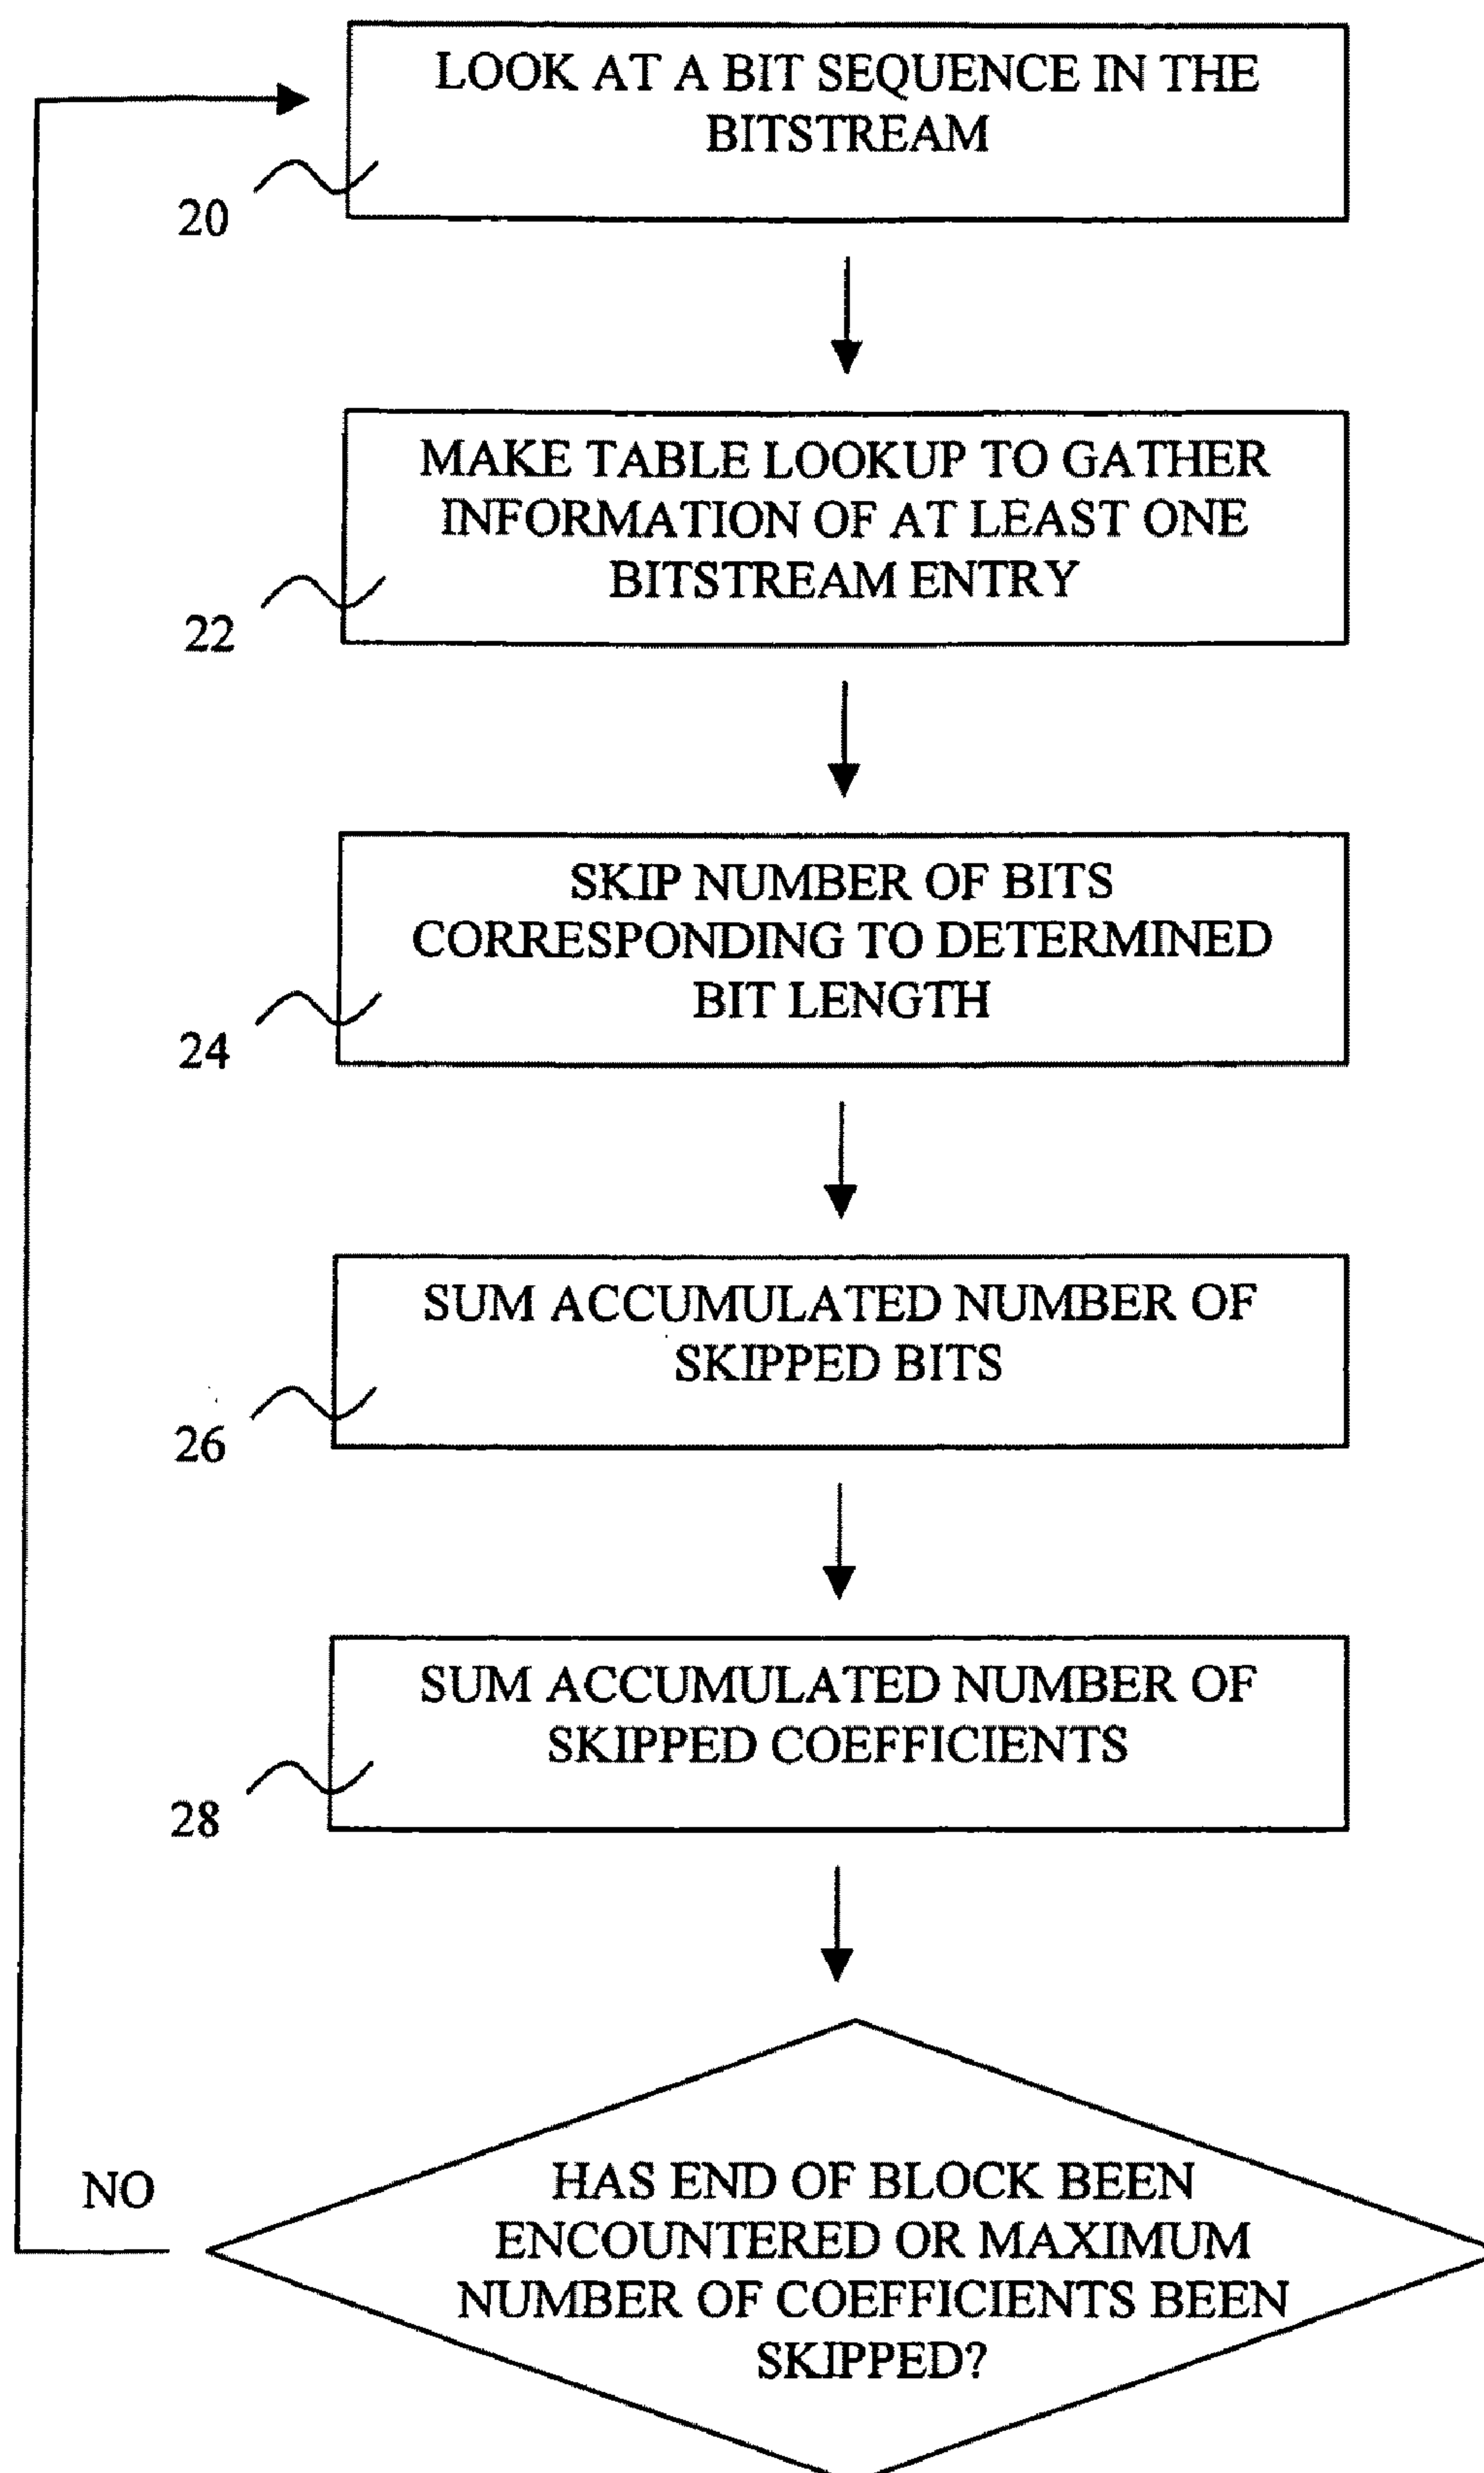 LOOK AT A BIT SEQUENCE IN THE
BITSTREAM
20
MAKE TABLE LOOKUP TO GATHER
INFORMATION OF AT LEAST ONE
BITSTREAM ENTRY
22
SKIP NUMBER OF BITS
CORRESPONDING TO DETERMINED
BIT LENGTH
24
SUM ACCUMULATED NUMBER OF
SKIPPED BITS
26
SUM ACCUMULATED NUMBER OF
SKIPPED COEFFICIENTS
28
NO
HAS END OF BLOCK BEEN
ENCOUNTERED OR MAXIMUM
NUMBER OF COEFFICIENTS BEEN
SKIPPED?